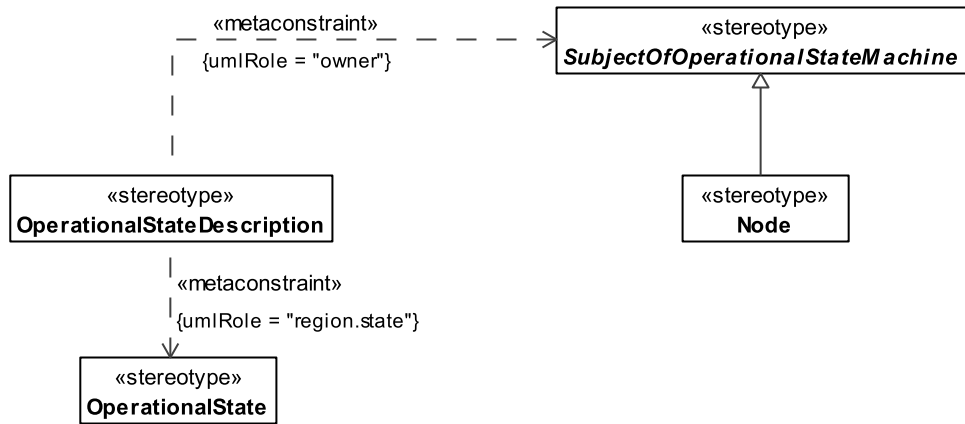 «metaconstraint»
{umlRole = "owner"}
«stereotype»
SubjectOfOperationalStateMachine
«stereotype»
OperationalStateDescription
«stereotype»
Node
«metaconstraint»
{umlRole = "region.state"}
«stereotype»
OperationalState